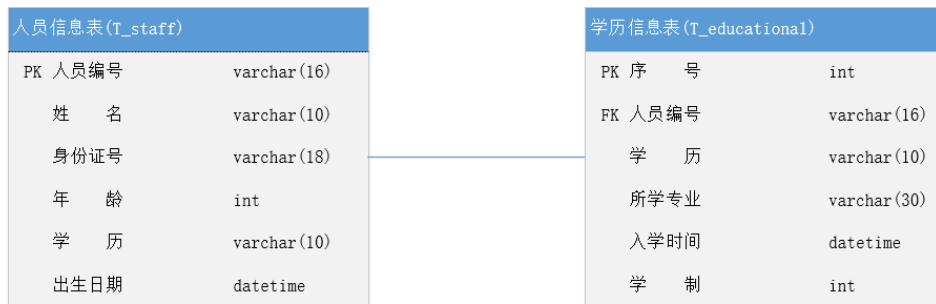 人员信息表(T_staff)
PK 人员编号 varchar(16)
姓 名 varchar(10)
身份证号 varchar(18)
年 龄 int
学 历 varchar(10)
出生日期 datetime
学历信息表(T_educational)
PK 序 号 int
FK 人员编号 varchar(16)
学 历 varchar(10)
所学专业 varchar(30)
入学时间 datetime
学 制 int